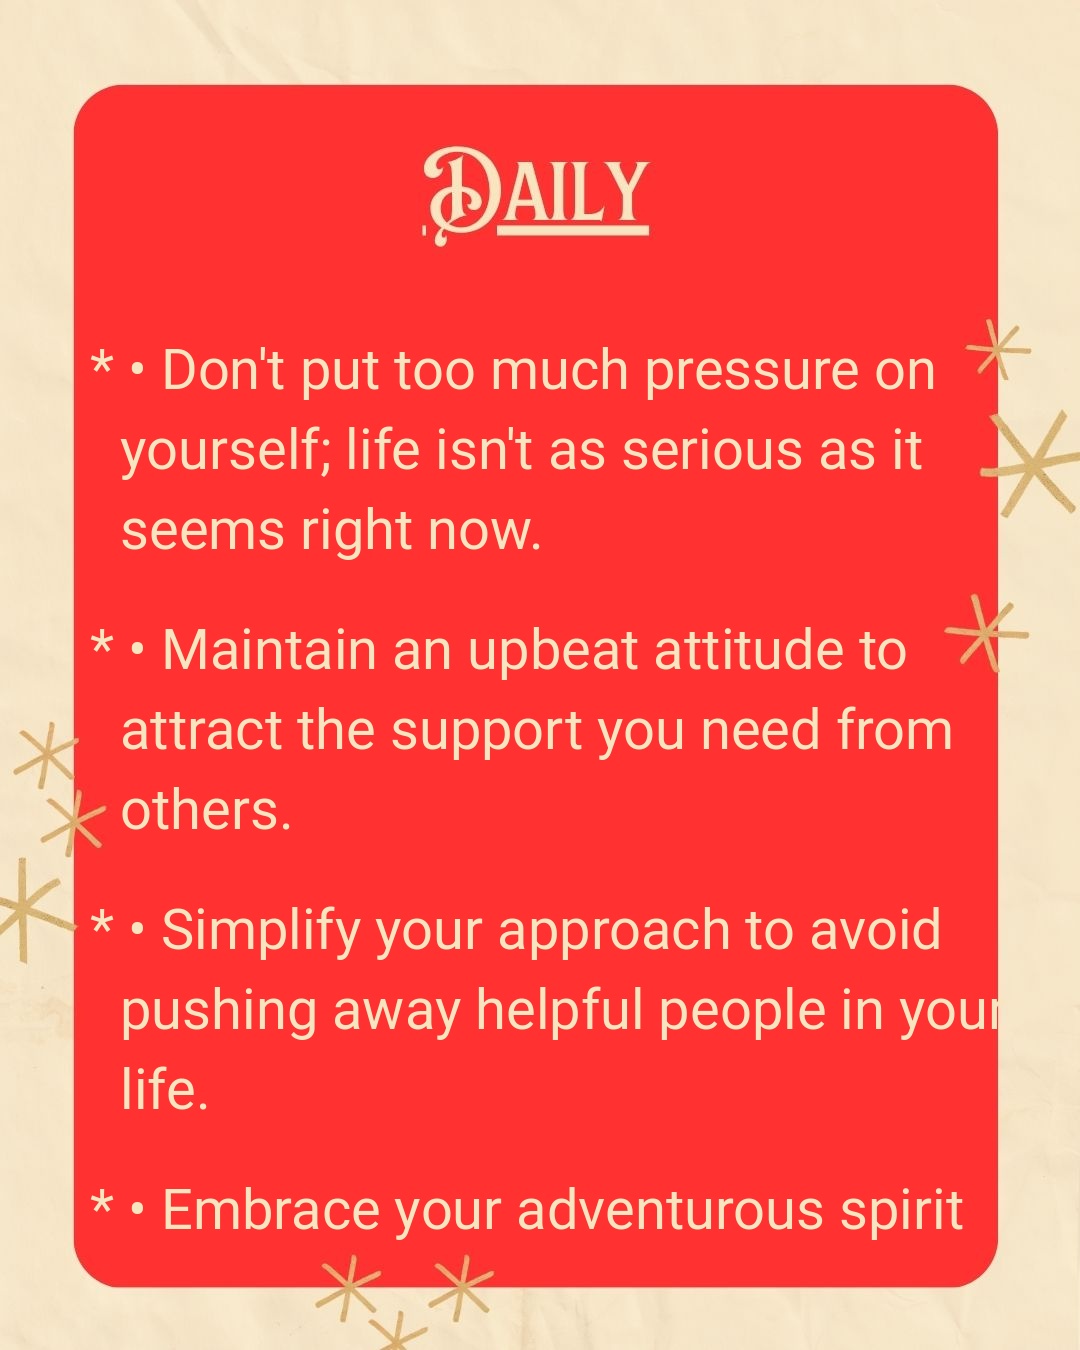 Daily
* • Don't put too much pressure on
yourself; life isn't as serious as it
seems right now.
* • Maintain an upbeat attitude to
attract the support you need from
others.
* • Simplify your approach to avoid
pushing away helpful people in your
life.
* • Embrace your adventurous spirit